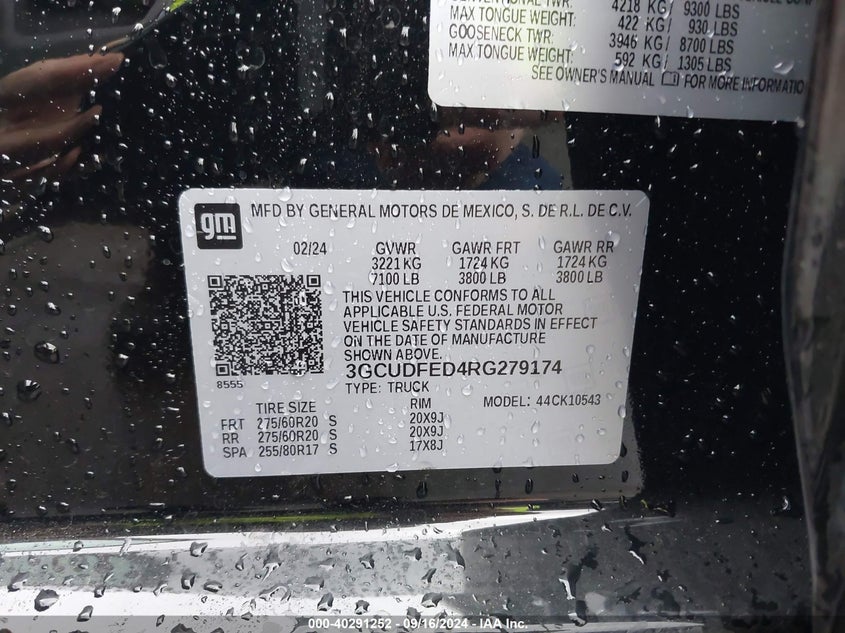 CONVENTIONAL TWR: 4218 KG/ 9300 LBS
MAX TONGUE WEIGHT: 422 KG/ 930 LBS
GOOSENECK TWR: 3946 KG/ 8700 LBS
MAX TONGUE WEIGHT: 592 KG/ 1305 LBS
SEE OWNER'S MANUAL FOR MORE INFORMATIO
gm MFD BY GENERAL MOTORS DE MEXICO, S. DE R.L. DE C.V.
02/24 GVWR GAWR FRT GAWR RR
3221 KG 1724 KG 1724 KG
7100 LB 3800 LB 3800 LB
THIS VEHICLE CONFORMS TO ALL
APPLICABLE U.S. FEDERAL MOTOR
VEHICLE SAFETY STANDARDS IN EFFECT
ON THE DATE OF MANUFACTURE
SHOWN ABOVE.
3GCUDFED4RG279174
8555
TYPE: TRUCK
MODEL: 44CK10543
TIRE SIZE RIM
FRT 275/60R20 S 20X9J
RR 275/60R20 S 20X9J
SPA 255/80R17 S 17X8J
000-40291252 - 09/16/2024 - IAAI.com